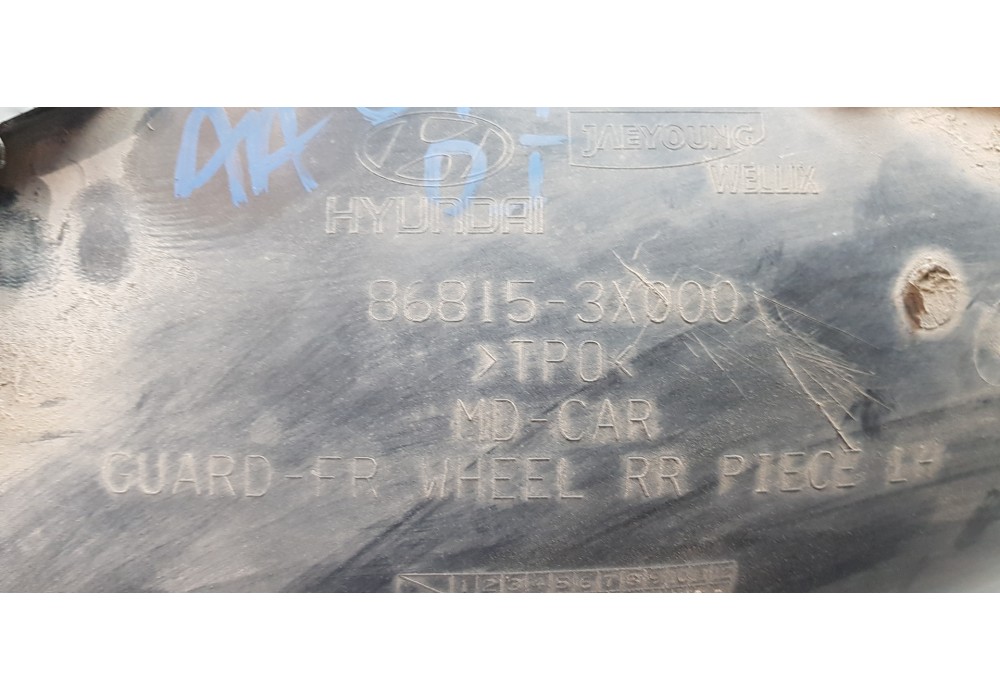 JAEYOUNG
WELLIX
HYUNDAI
86815-3X000
>TPO<
MD-CAR
GUARD-FR WHEEL RR PIECE LH